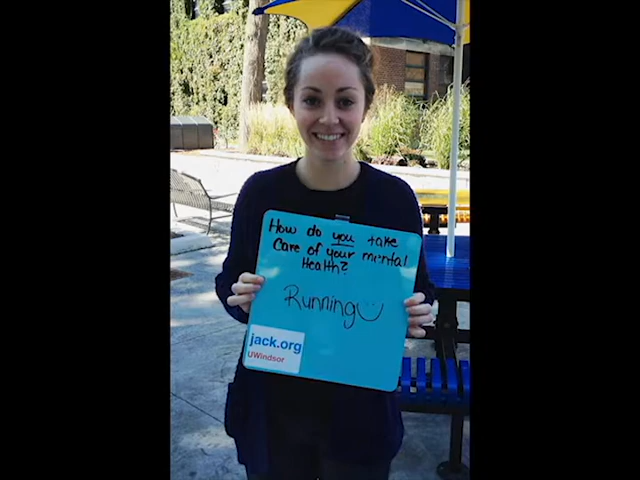 How do you take
care of your mental
Health?
Running
jack.org
UWindsor